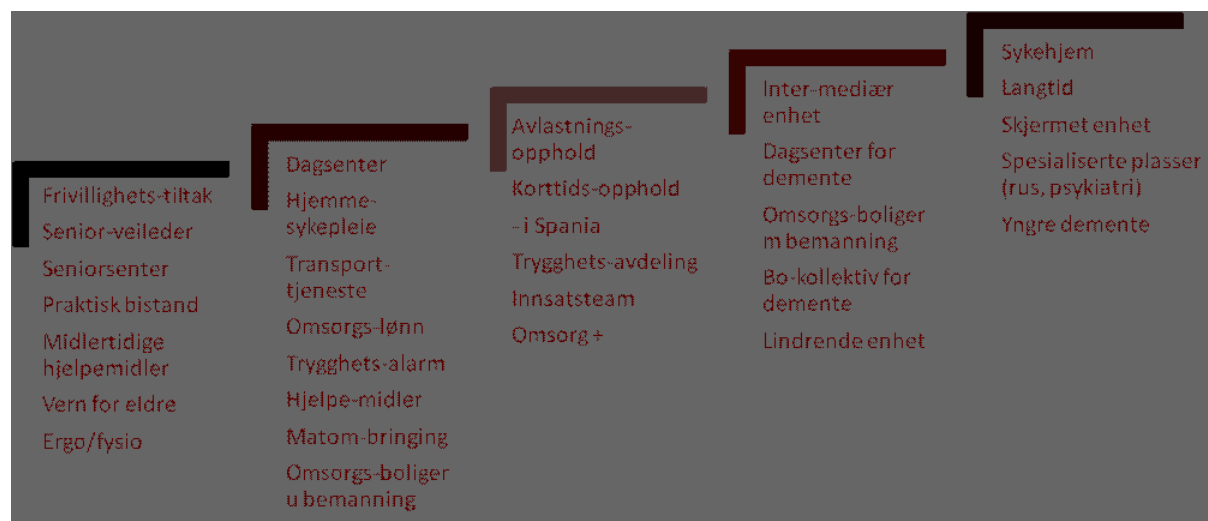 Frivillighets-tiltak
Senior-veileder
Seniorsenter
Praktisk bistand
Midlertidige
hjelpemidler
Vern for eldre
Ergo/fysio
Dagsenter
Hjemme-
sykepleie
Transport-
tjeneste
Omsorgs-lønn
Trygghets-alarm
Hjelpe-midler
Matom-bringing
Omsorgs-boliger
u bemanning
Avlastnings-
opphold
Korttids-opphold
- i Spania
Trygghets-avdeling
Innsatsteam
Omsorg +
Inter-mediær
enhet
Dagsenter for
demente
Omsorgs-boliger
m bemanning
Bo-kollektiv for
demente
Lindrende enhet
Sykehjem
Langtid
Skjermet enhet
Spesialiserte plasser
(rus, psykiatri)
Yngre demente